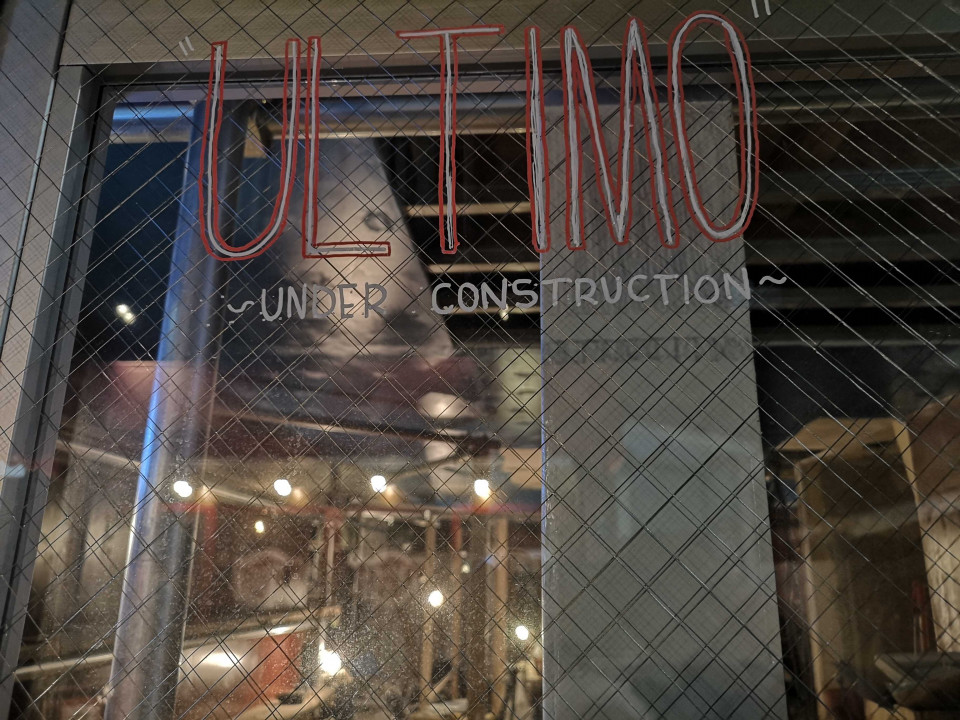 "ULTIMO"
~UNDER CONSTRUCTION~